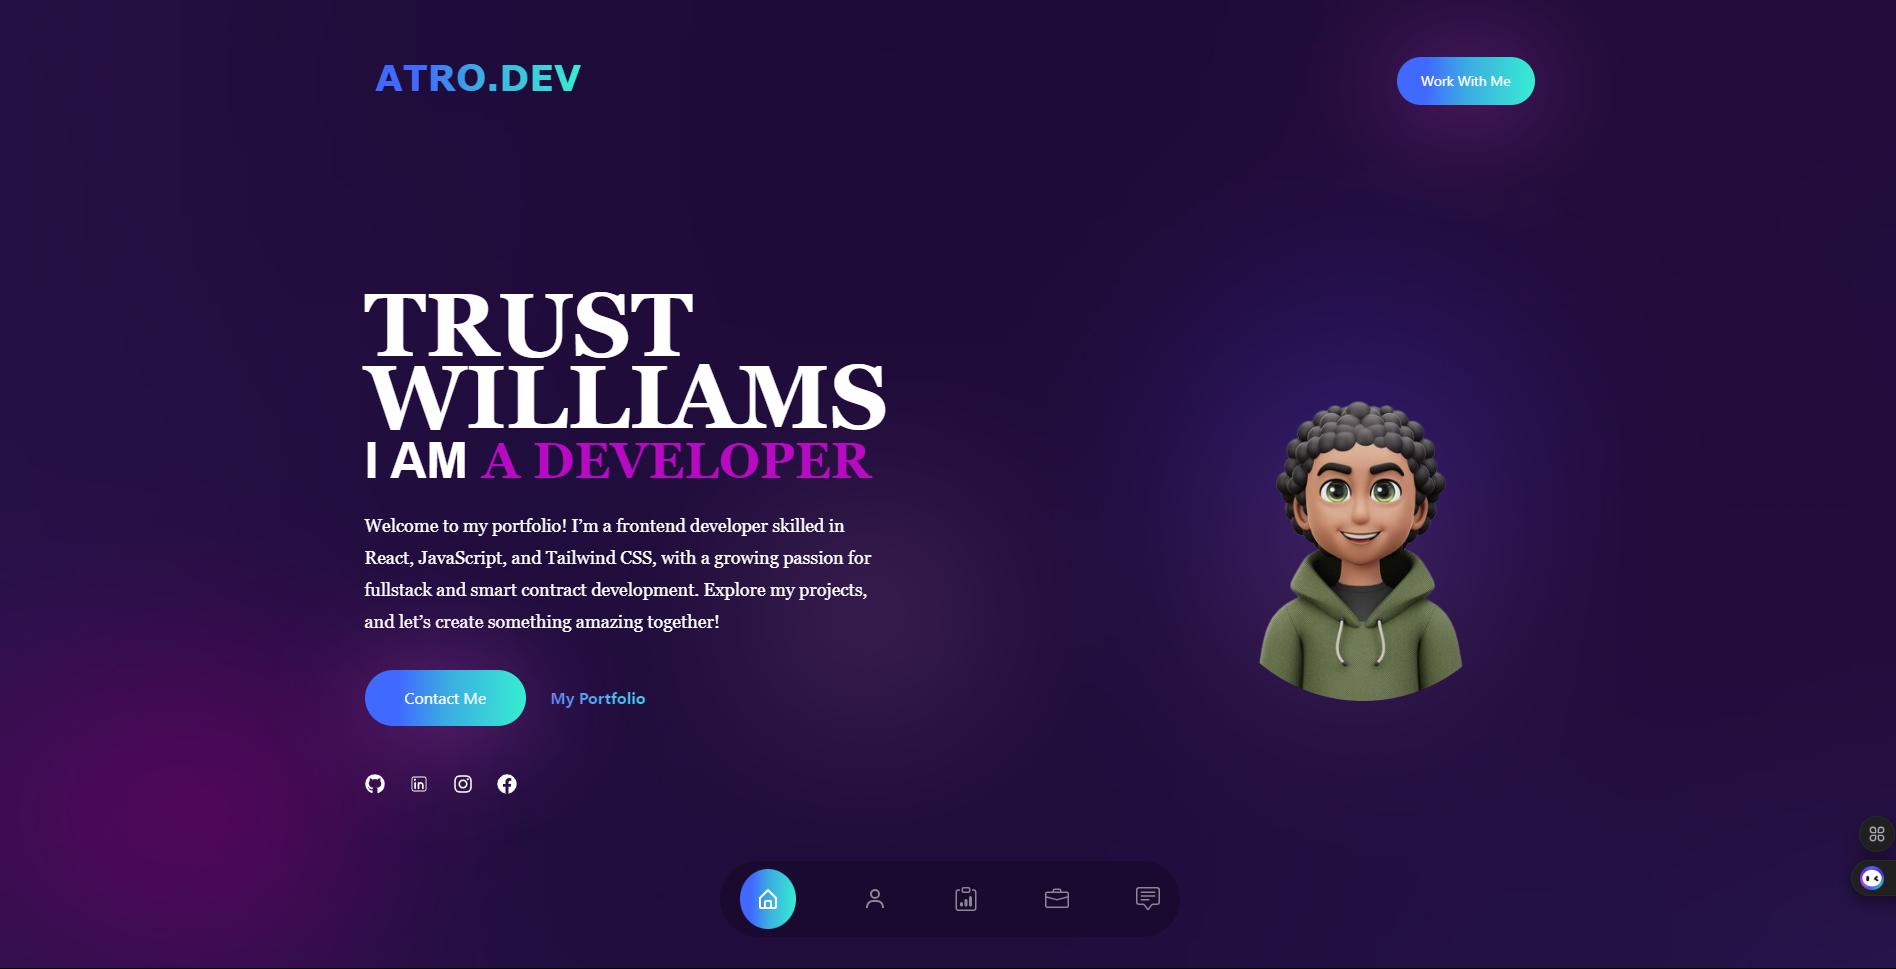 ATRO.DEV
Work With Me
TRUST
WILLIAMS
I AM A DEVELOPER
Welcome to my portfolio! I’m a frontend developer skilled in
React, JavaScript, and Tailwind CSS, with a growing passion for
fullstack and smart contract development. Explore my projects,
and let’s create something amazing together!
Contact Me
My Portfolio